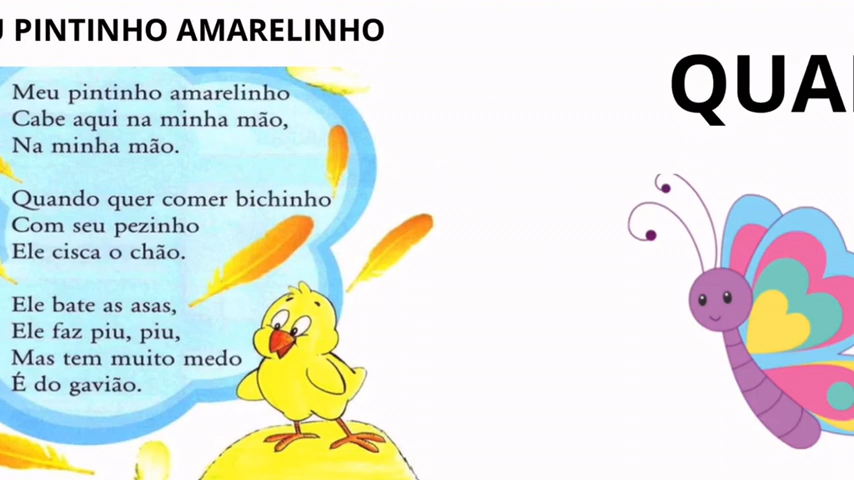 PINTINHO AMARELINHO
Meu pintinho amarelinho
Cabe aqui na minha mão,
Na minha mão.
Quando quer comer bichinho
Com seu pezinho
Ele cisca o chão.
Ele bate as asas,
Ele faz piu, piu,
Mas tem muito medo
É do gavião.